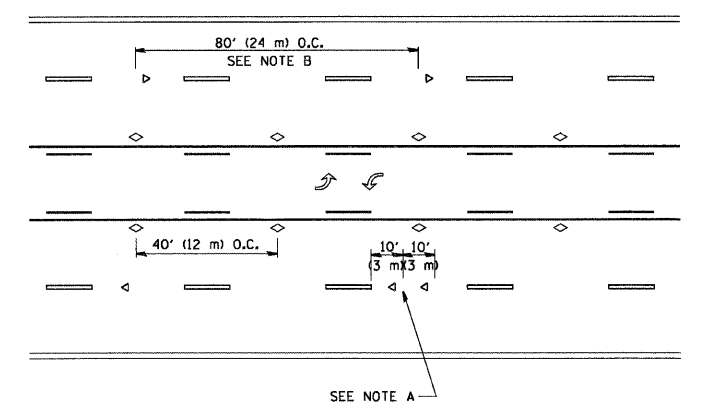 80' (24 m) O.C.
SEE NOTE B
40' (12 m) O.C.
10' 10'
(3 m)(3 m)
SEE NOTE A